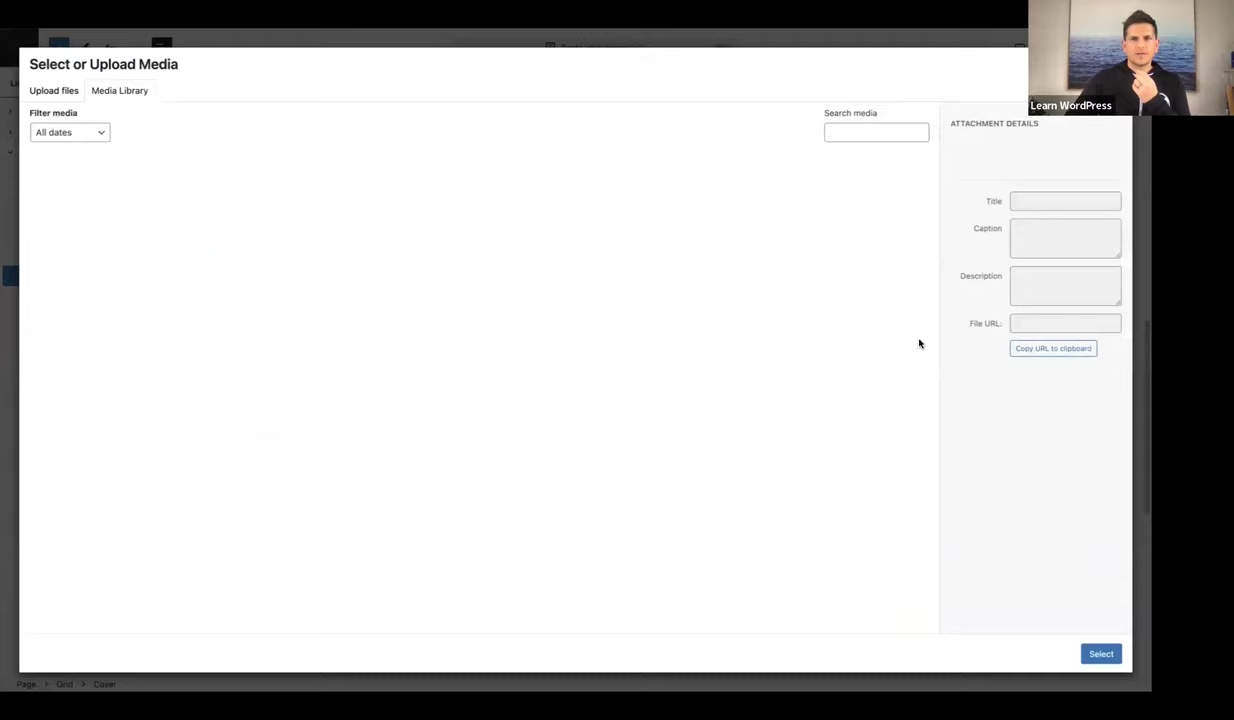 Select or Upload Media
Learn WordPress
Upload files
Media Library
Filter media
Search media
ATTACHMENT DETAILS
All dates
Title
Caption
Description
File URL:
Copy URL to clipboard
Select
Page > Grid > Cover